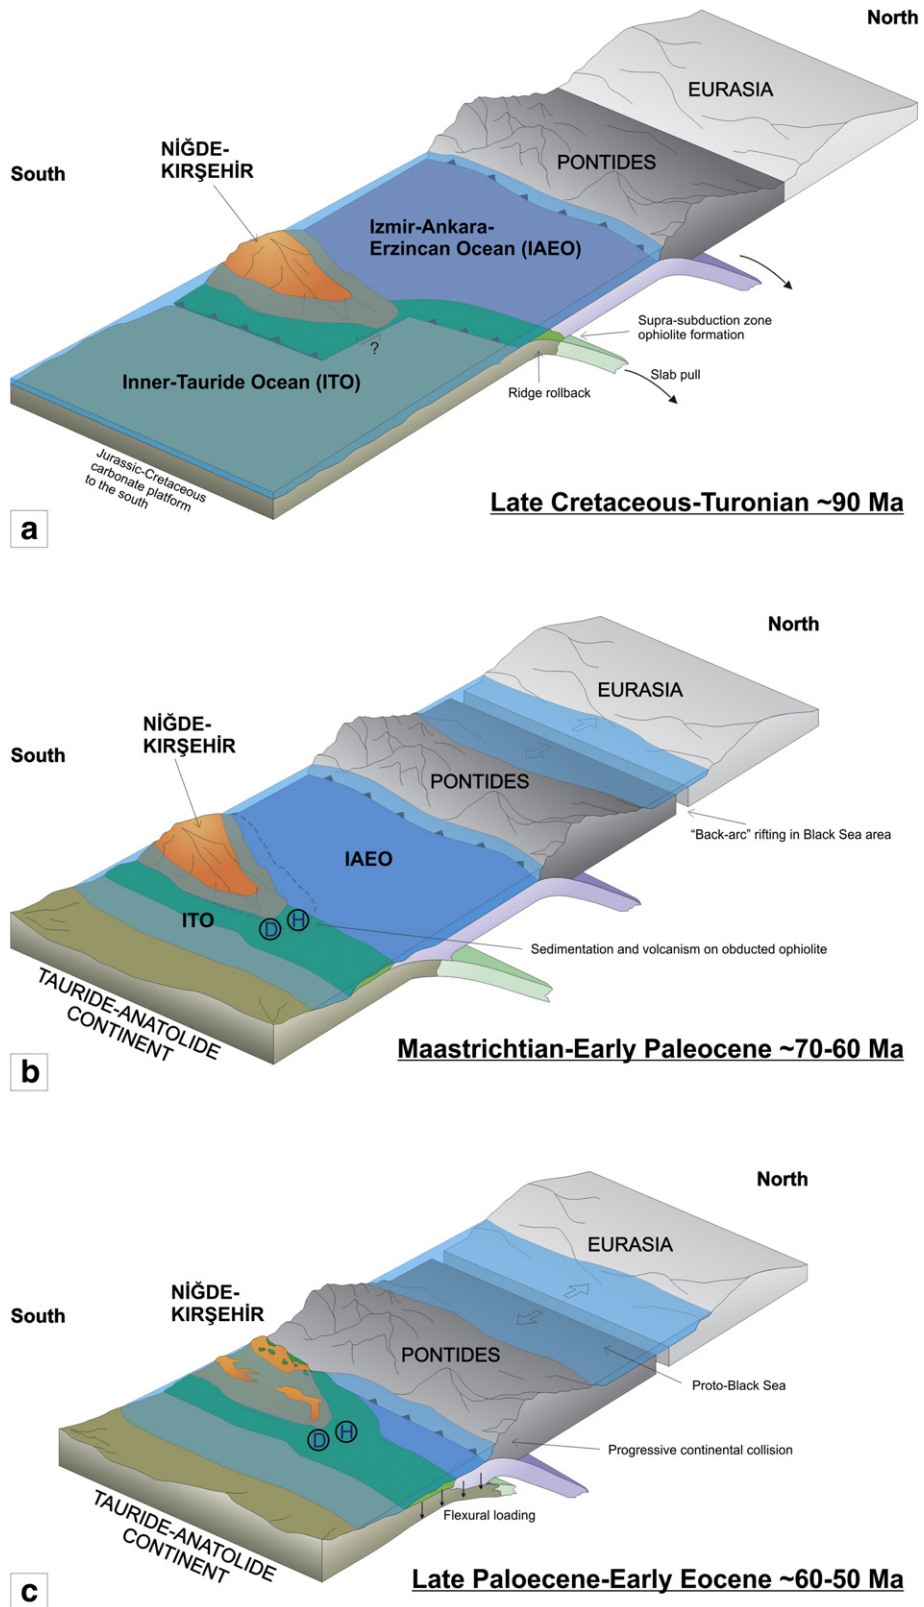 North
EURASIA
PONTIDES
NİĞDE-
KIRŞEHİR
South
Izmir-Ankara-
Erzincan Ocean (IAEO)
Supra-subduction zone
ophiolite formation
?
Inner-Tauride Ocean (ITO)
Slab pull
Ridge rollback
Jurassic-Cretaceous
carbonate platform
to the south
Late Cretaceous-Turonian ~90 Ma
a
North
EURASIA
NİĞDE-
KIRŞEHİR
South
PONTIDES
"Back-arc" rifting in Black Sea area
IAEO
ITO
D
H
Sedimentation and volcanism on obducted ophiolite
TAURIDE-ANATOLIDE
CONTINENT
Maastrichtian-Early Paleocene ~70-60 Ma
b
North
EURASIA
NİĞDE-
KIRŞEHİR
South
PONTIDES
Proto-Black Sea
D
H
Progressive continental collision
Flexural loading
TAURIDE-ANATOLIDE
CONTINENT
Late Paloecene-Early Eocene ~60-50 Ma
c